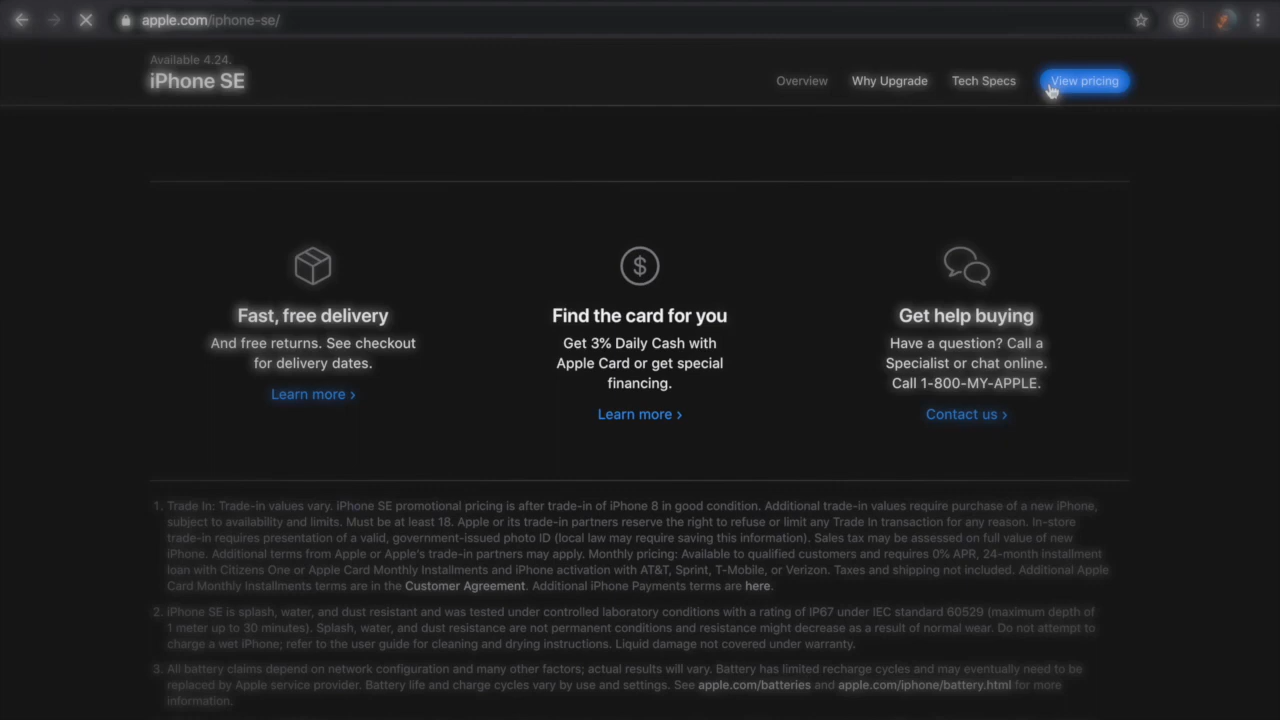 apple.com/iphone-se/
Available 4.24.
iPhone SE
Overview
Why Upgrade
Tech Specs
View pricing
Fast, free delivery
And free returns. See checkout
for delivery dates.
Learn more ›
Find the card for you
Get 3% Daily Cash with
Apple Card or get special
financing.
Learn more ›
Get help buying
Have a question? Call a
Specialist or chat online.
Call 1-800-MY-APPLE.
Contact us ›
1. Trade In: Trade-in values vary. iPhone SE promotional pricing is after trade-in of iPhone 8 in good condition. Additional trade-in values require purchase of a new iPhone,
subject to availability and limits. Must be at least 18. Apple or its trade-in partners reserve the right to refuse or limit any Trade In transaction for any reason. In-store
trade-in requires presentation of a valid, government-issued photo ID (local law may require saving this information). Sales tax may be assessed on full value of new
iPhone. Additional terms from Apple or Apple's trade-in partners may apply. Monthly pricing: Available to qualified customers and requires 0% APR, 24-month installment
loan with Citizens One or Apple Card Monthly Installments and iPhone activation with AT&T, Sprint, T-Mobile, or Verizon. Taxes and shipping not included. Additional Apple
Card Monthly Installments terms are in the Customer Agreement. Additional iPhone Payments terms are here.
2. iPhone SE is splash, water, and dust resistant and was tested under controlled laboratory conditions with a rating of IP67 under IEC standard 60529 (maximum depth of
1 meter up to 30 minutes). Splash, water, and dust resistance are not permanent conditions and resistance might decrease as a result of normal wear. Do not attempt to
charge a wet iPhone; refer to the user guide for cleaning and drying instructions. Liquid damage not covered under warranty.
3. All battery claims depend on network configuration and many other factors; actual results will vary. Battery has limited recharge cycles and may eventually need to be
replaced by Apple service provider. Battery life and charge cycles vary by use and settings. See apple.com/batteries and apple.com/iphone/battery.html for more
information.